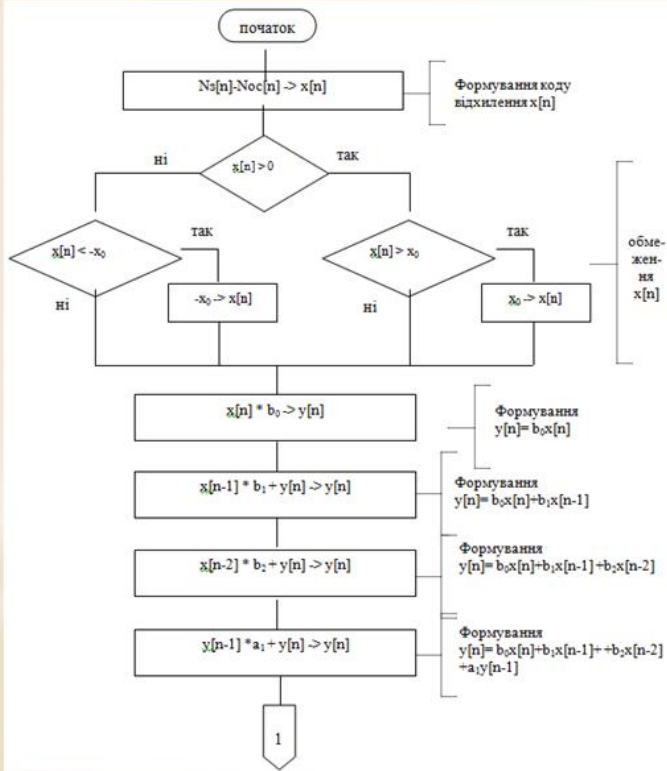 початок
Nз[n]-Nос[n] -> x[n]
Формування коду
відхилення x[n]
ні
x[n] > 0
так
x[n] < -x₀
так
x[n] > x₀
так
обме-
жен-
ня
x[n]
ні
-x₀ -> x[n]
ні
x₀ -> x[n]
x[n] * b₀ -> y[n]
Формування
y[n]= b₀x[n]
x[n-1] * b₁ + y[n] -> y[n]
Формування
y[n]= b₀x[n]+b₁x[n-1]
x[n-2] * b₂ + y[n] -> y[n]
Формування
y[n]= b₀x[n]+b₁x[n-1] +b₂x[n-2]
y[n-1] *a₁ + y[n] -> y[n]
Формування
y[n]= b₀x[n]+b₁x[n-1]+ +b₂x[n-2]
+a₁y[n-1]
1